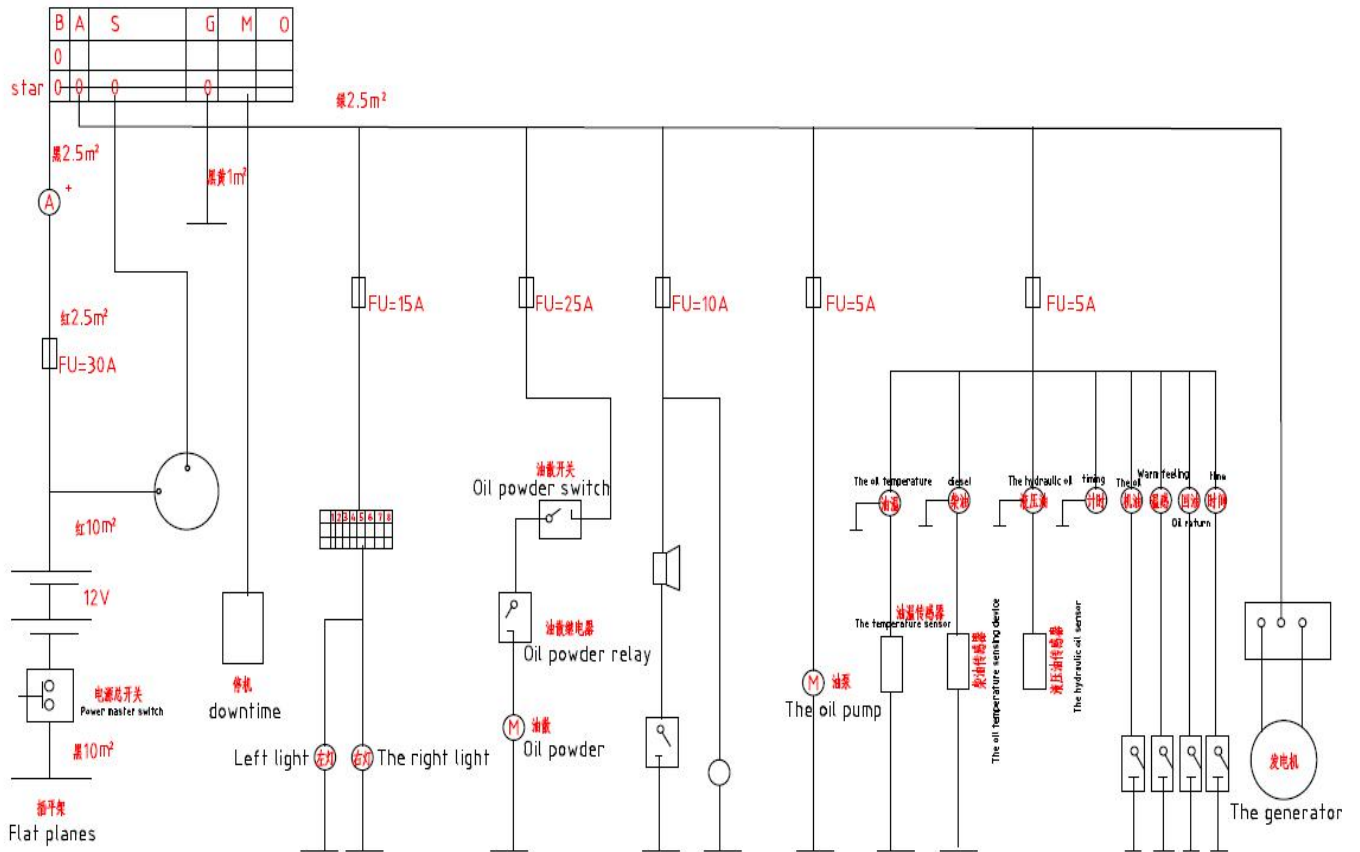 B A S G M O
0
star 0 0 0 0
绿2.5m²
黑2.5m²
黑黄1m²
A +
红2.5m²
FU=30A
FU=15A
FU=25A
FU=10A
FU=5A
FU=5A
油散开关
Oil powder switch
The oil temperature
diesel
The hydraulic oil
timing
The oil
Warm feeling
time
油温
柴油
液压油
计时
机油
温感
回油
时间
Oil return
红10m²
1 2 3 4 5 6 7 8
12V
油散继电器
Oil powder relay
油温传感器
The temperature sensor
柴油传感器
The oil temperature sensing device
液压油传感器
The hydraulic oil sensor
电源总开关
Power master switch
停机
downtime
M 油散
Oil powder
M 油泵
The oil pump
黑10m²
Left light 左灯 右灯 The right light
发电机
The generator
Flat planes